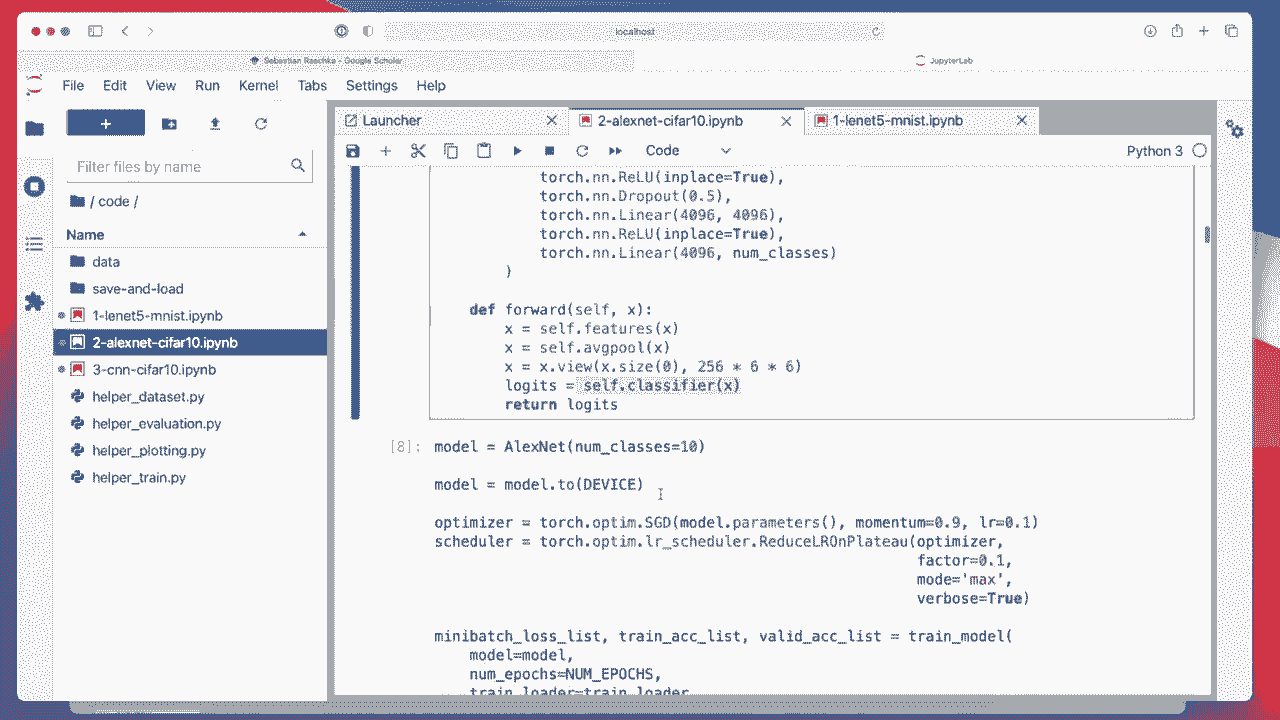 localhost
Sebastian Raschka - Google Scholar
JupyterLab
File Edit View Run Kernel Tabs Settings Help
Launcher
2-alexnet-cifar10.ipynb
1-lenet5-mnist.ipynb
Filter files by name
Code
Python 3
/ code /
Name
data
save-and-load
1-lenet5-mnist.ipynb
2-alexnet-cifar10.ipynb
3-cnn-cifar10.ipynb
helper_dataset.py
helper_evaluation.py
helper_plotting.py
helper_train.py
torch.nn.ReLU(inplace=True),
torch.nn.Dropout(0.5),
torch.nn.Linear(4096, 4096),
torch.nn.ReLU(inplace=True),
torch.nn.Linear(4096, num_classes)
)
def forward(self, x):
x = self.features(x)
x = self.avgpool(x)
x = x.view(x.size(0), 256 * 6 * 6)
logits = self.classifier(x)
return logits
[8]: model = AlexNet(num_classes=10)
model = model.to(DEVICE)
optimizer = torch.optim.SGD(model.parameters(), momentum=0.9, lr=0.1)
scheduler = torch.optim.lr_scheduler.ReduceLROnPlateau(optimizer,
factor=0.1,
mode='max',
verbose=True)
minibatch_loss_list, train_acc_list, valid_acc_list = train_model(
model=model,
num_epochs=NUM_EPOCHS,
train_loader=train_loader